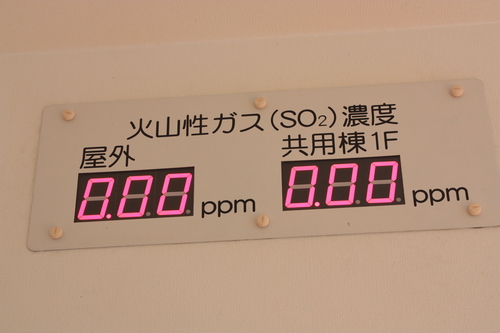 火山性ガス(SO₂)濃度
屋外 共用棟1F
0.00 ppm 0.00 ppm